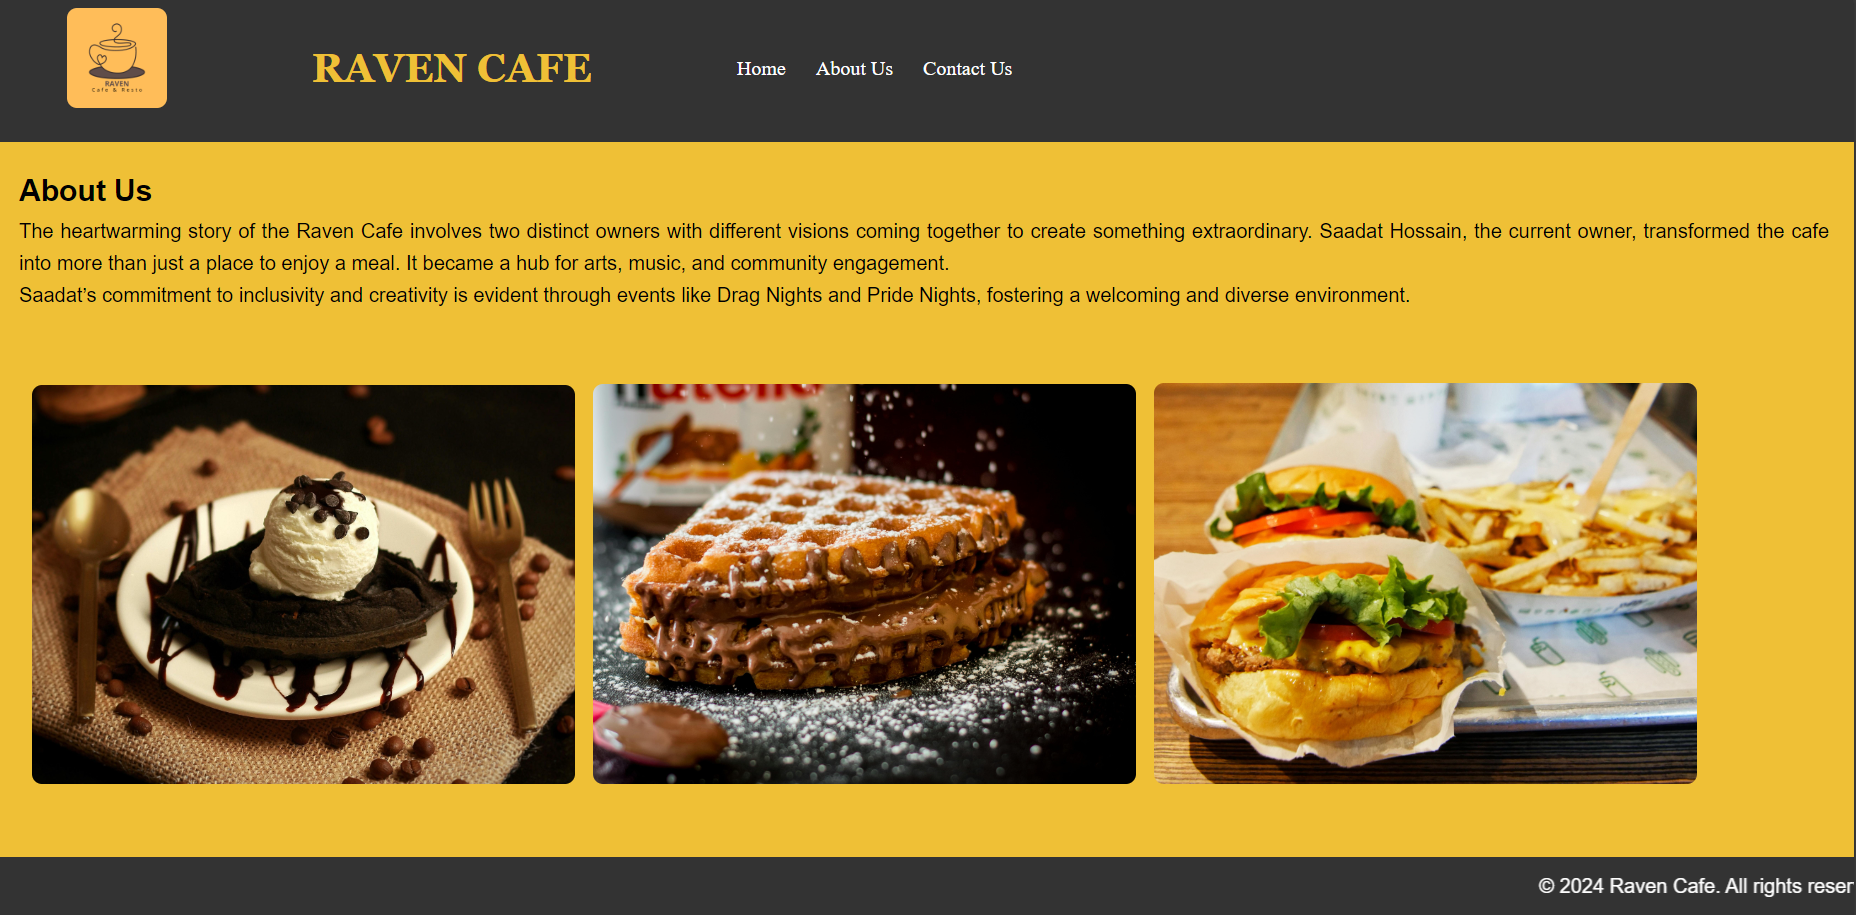 RAVEN
Cafe & Resto
RAVEN CAFE
Home About Us Contact Us
About Us
The heartwarming story of the Raven Cafe involves two distinct owners with different visions coming together to create something extraordinary. Saadat Hossain, the current owner, transformed the cafe
into more than just a place to enjoy a meal. It became a hub for arts, music, and community engagement.
Saadat’s commitment to inclusivity and creativity is evident through events like Drag Nights and Pride Nights, fostering a welcoming and diverse environment.
nutella
© 2024 Raven Cafe. All rights reser